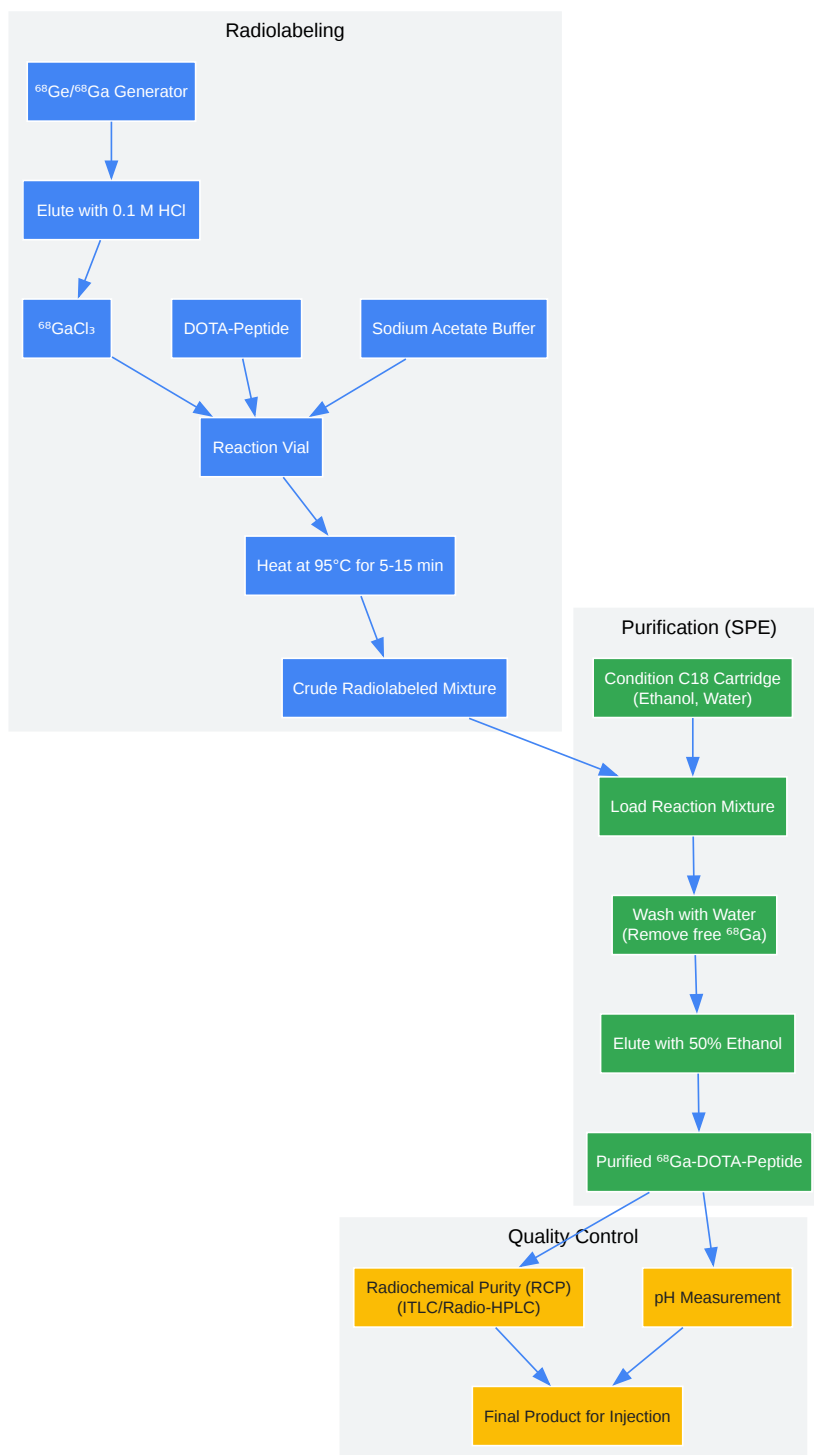 Radiolabeling
⁶⁸Ge/⁶⁸Ga Generator
Elute with 0.1 M HCl
⁶⁸GaCl₃
DOTA-Peptide
Sodium Acetate Buffer
Reaction Vial
Heat at 95°C for 5-15 min
Crude Radiolabeled Mixture
Purification (SPE)
Condition C18 Cartridge
(Ethanol, Water)
Load Reaction Mixture
Wash with Water
(Remove free ⁶⁸Ga)
Elute with 50% Ethanol
Purified ⁶⁸Ga-DOTA-Peptide
Quality Control
Radiochemical Purity (RCP)
(ITLC/Radio-HPLC)
pH Measurement
Final Product for Injection